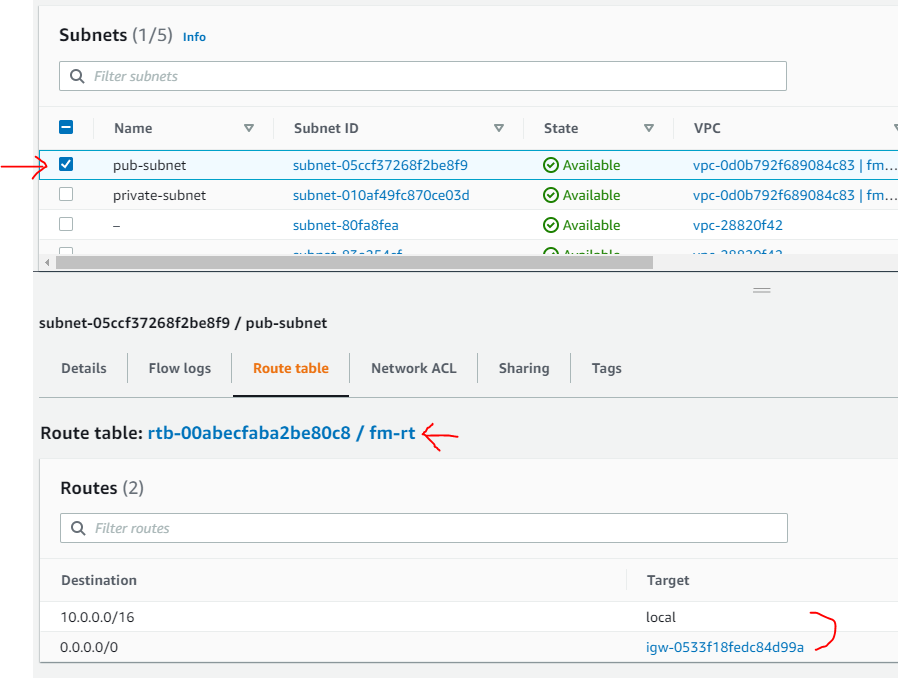 Subnets (1/5) Info
Filter subnets
Name Subnet ID State VPC
pub-subnet subnet-05ccf37268f2be8f9 Available vpc-0d0b792f689084c83 | fm...
private-subnet subnet-010af49fc870ce03d Available vpc-0d0b792f689084c83 | fm...
– subnet-80fa8fea Available vpc-28820f42
Available vpc-28820f42
subnet-05ccf37268f2be8f9 / pub-subnet
Details Flow logs Route table Network ACL Sharing Tags
Route table: rtb-00abecfaba2be80c8 / fm-rt
Routes (2)
Filter routes
Destination Target
10.0.0.0/16 local
0.0.0.0/0 igw-0533f18fedc84d99a